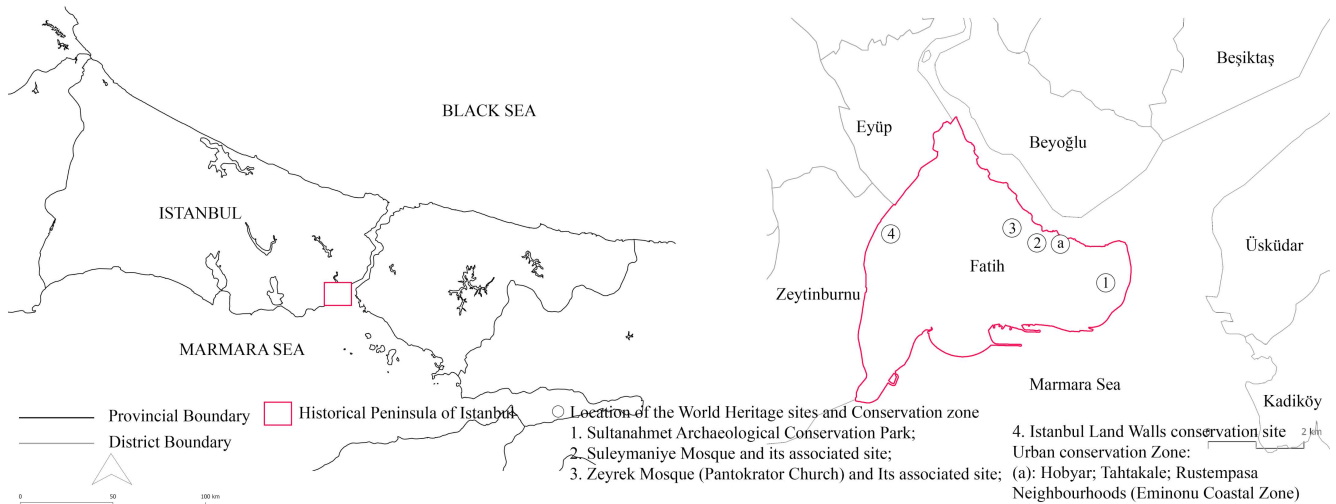 BLACK SEA
ISTANBUL
MARMARA SEA
Provincial Boundary
District Boundary
Historical Peninsula of Istanbul
0 50 100 km
Beşiktaş
Eyüp
Beyoğlu
4
3
2
a
Üsküdar
Fatih
1
Zeytinburnu
Marmara Sea
Kadiköy
2 km
Location of the World Heritage sites and Conservation zone
1. Sultanahmet Archaeological Conservation Park;
2. Suleymaniye Mosque and its associated site;
3. Zeyrek Mosque (Pantokrator Church) and Its associated site;
4. Istanbul Land Walls conservation site
Urban conservation Zone:
(a): Hobyar; Tahtakale; Rustempasa
Neighbourhoods (Eminonu Coastal Zone)